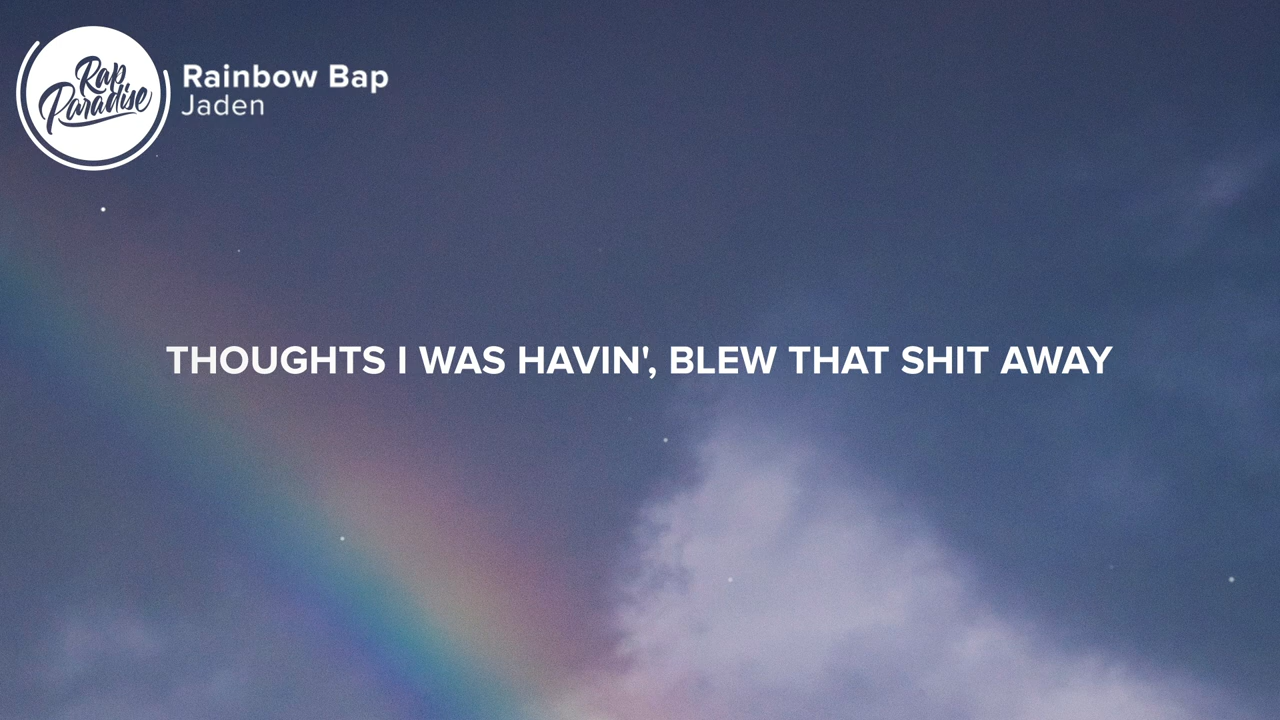 Rap
Paradise
Rainbow Bap
Jaden
THOUGHTS I WAS HAVIN', BLEW THAT SHIT AWAY